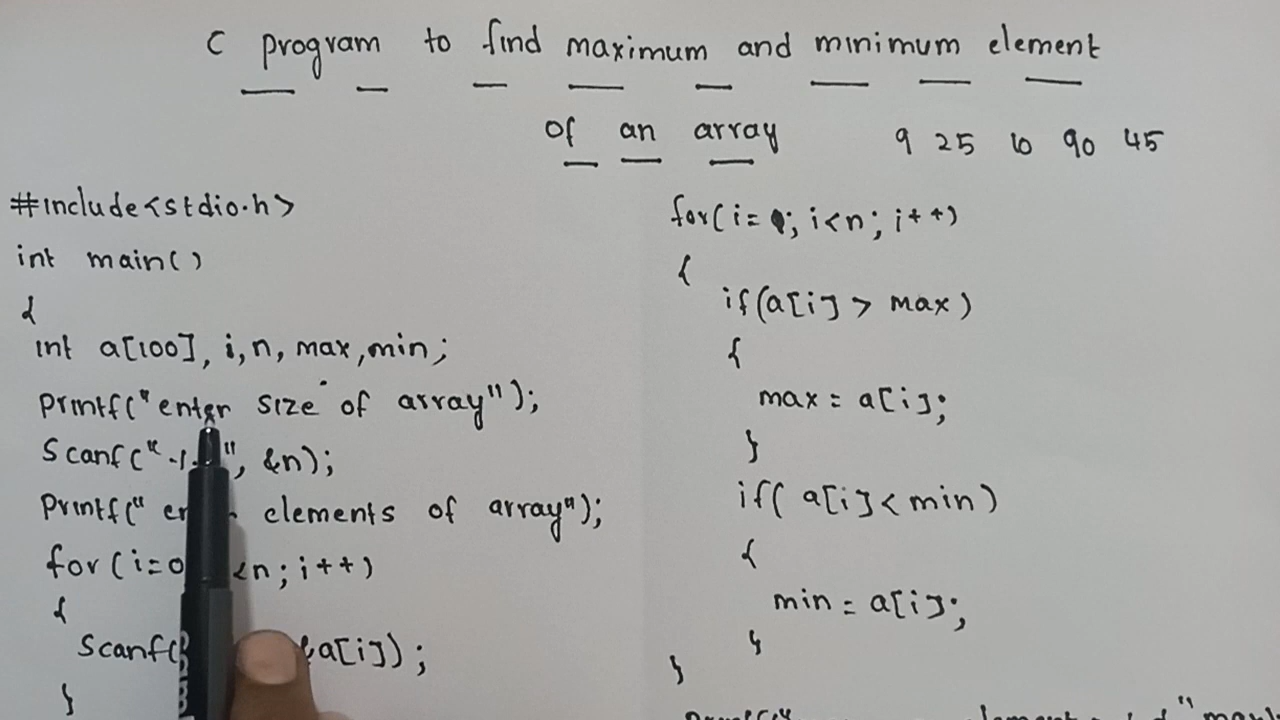 C program to find maximum and minimum element
of an array
9 25 10 90 45
#include<stdio.h>
int main()
{
int a[100], i,n, max,min;
printf("enter size of array");
Scanf(" ", &n);
printf(" elements of array");
for (i=0 <n; i++)
{
Scanf( &a[i]);
}
for(i= ; i<n; i++)
{
if(a[i] > max)
{
max = a[i];
}
if( a[i] < min)
{
min = a[i];
}
}